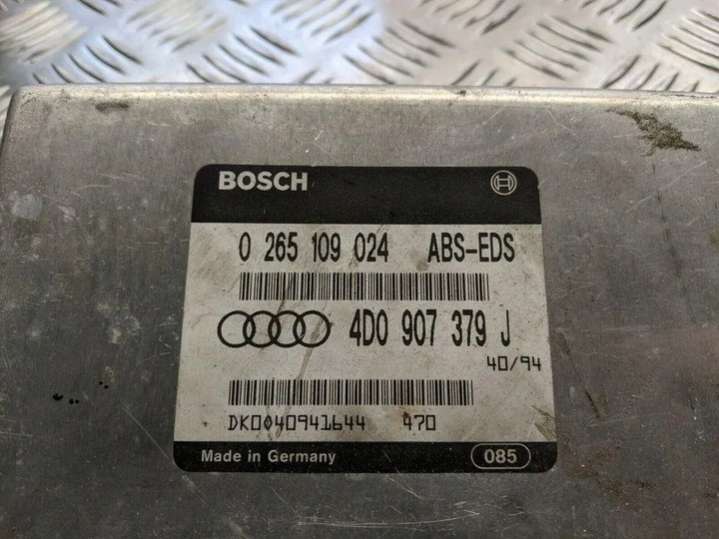 BOSCH
0 265 109 024 ABS-EDS
4D0 907 379 J
40/94
DK0040941644 470
Made in Germany 085